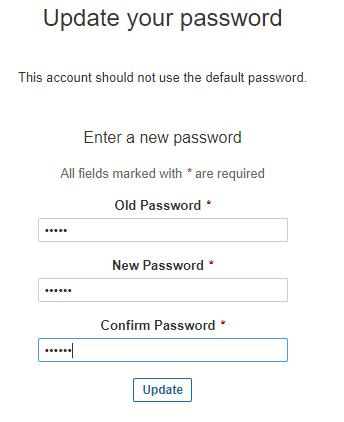 Update your password
This account should not use the default password.
Enter a new password
All fields marked with * are required
Old Password *
•••••
New Password *
••••••
Confirm Password *
••••••
Update